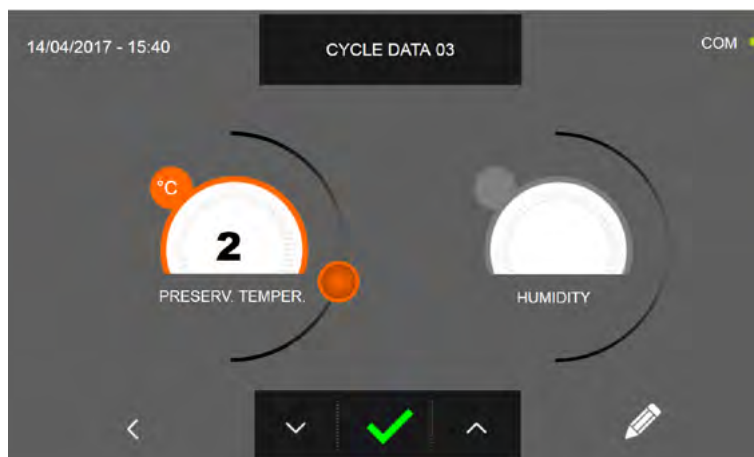 14/04/2017 - 15:40
CYCLE DATA 03
COM
°C
2
PRESERV. TEMPER.
HUMIDITY